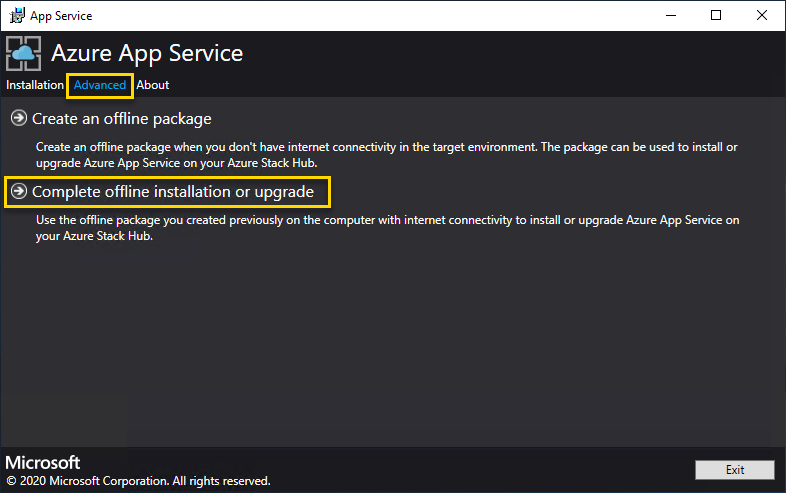 App Service
Azure App Service
Installation Advanced About
Create an offline package
Create an offline package when you don't have internet connectivity in the target environment. The package can be used to install or
upgrade Azure App Service on your Azure Stack Hub.
Complete offline installation or upgrade
Use the offline package you created previously on the computer with internet connectivity to install or upgrade Azure App Service on
your Azure Stack Hub.
Microsoft
© 2020 Microsoft Corporation. All rights reserved.
Exit